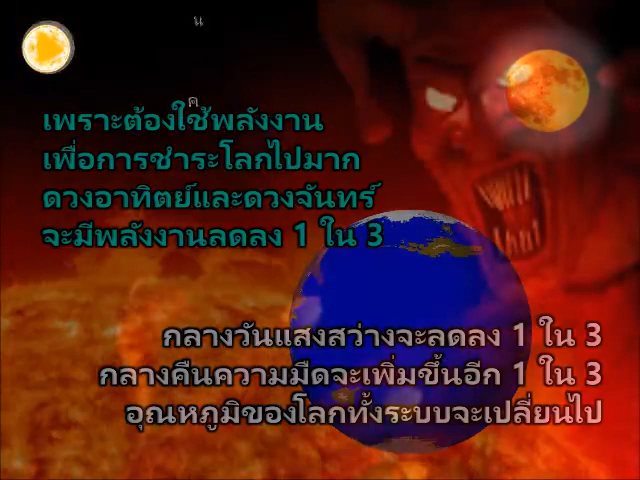 น
ค
เพราะต้องใช้พลังงาน
เพื่อการชำระโลกไปมาก
ดวงอาทิตย์และดวงจันทร์
จะมีพลังงานลดลง 1 ใน 3
กลางวันแสงสว่างจะลดลง 1 ใน 3
กลางคืนความมืดจะเพิ่มขึ้นอีก 1 ใน 3
อุณหภูมิของโลกทั้งระบบจะเปลี่ยนไป